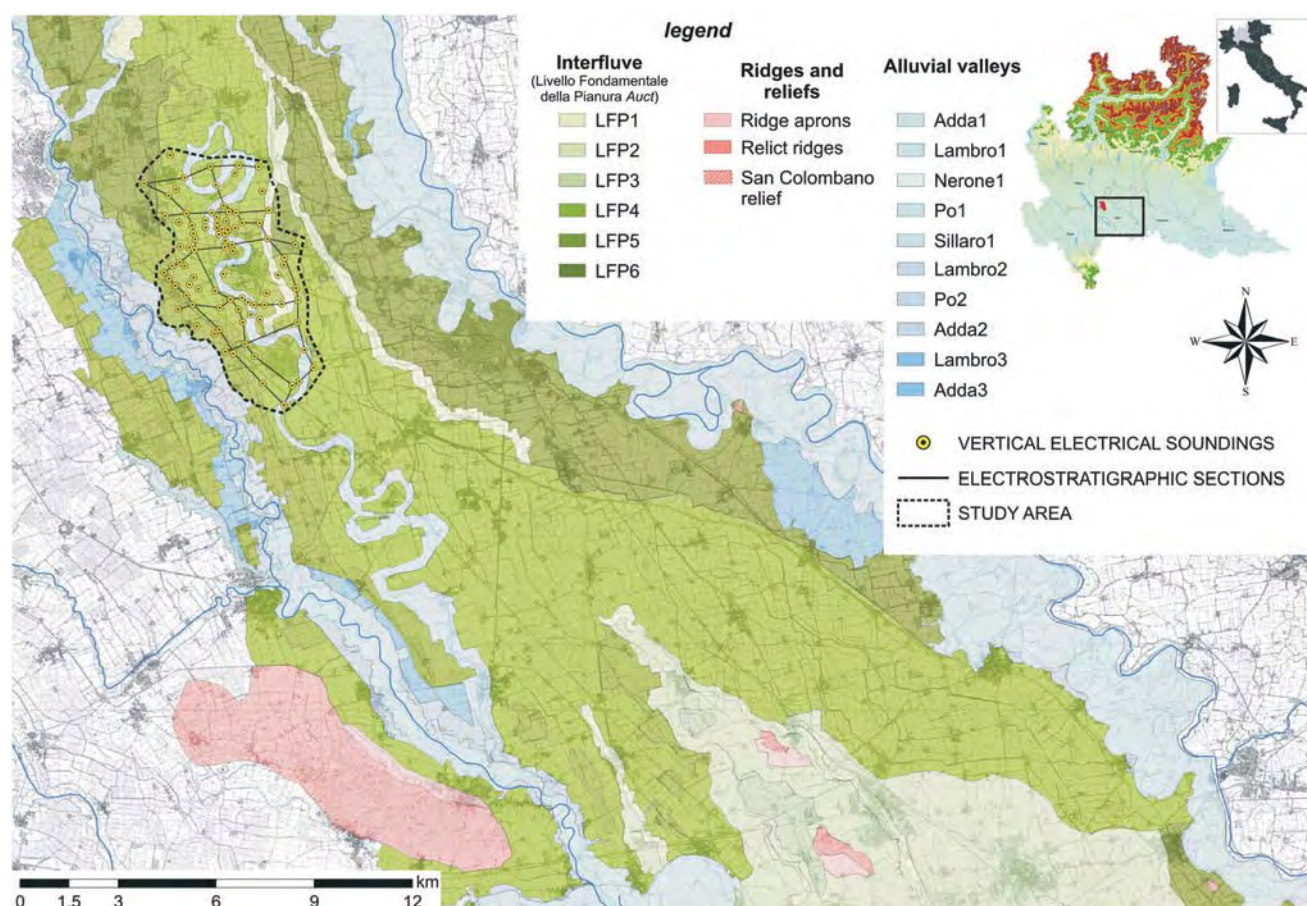 legend
Interfluve
(Livello Fondamentale
della Pianura Auct)
LFP1
LFP2
LFP3
LFP4
LFP5
LFP6
Ridges and
reliefs
Ridge aprons
Relict ridges
San Colombano
relief
Alluvial valleys
Adda1
Lambro1
Nerone1
Po1
Sillaro1
Lambro2
Po2
Adda2
Lambro3
Adda3
VERTICAL ELECTRICAL SOUNDINGS
ELECTROSTRATIGRAPHIC SECTIONS
STUDY AREA
N
W
E
S
km
0 1.5 3 6 9 12